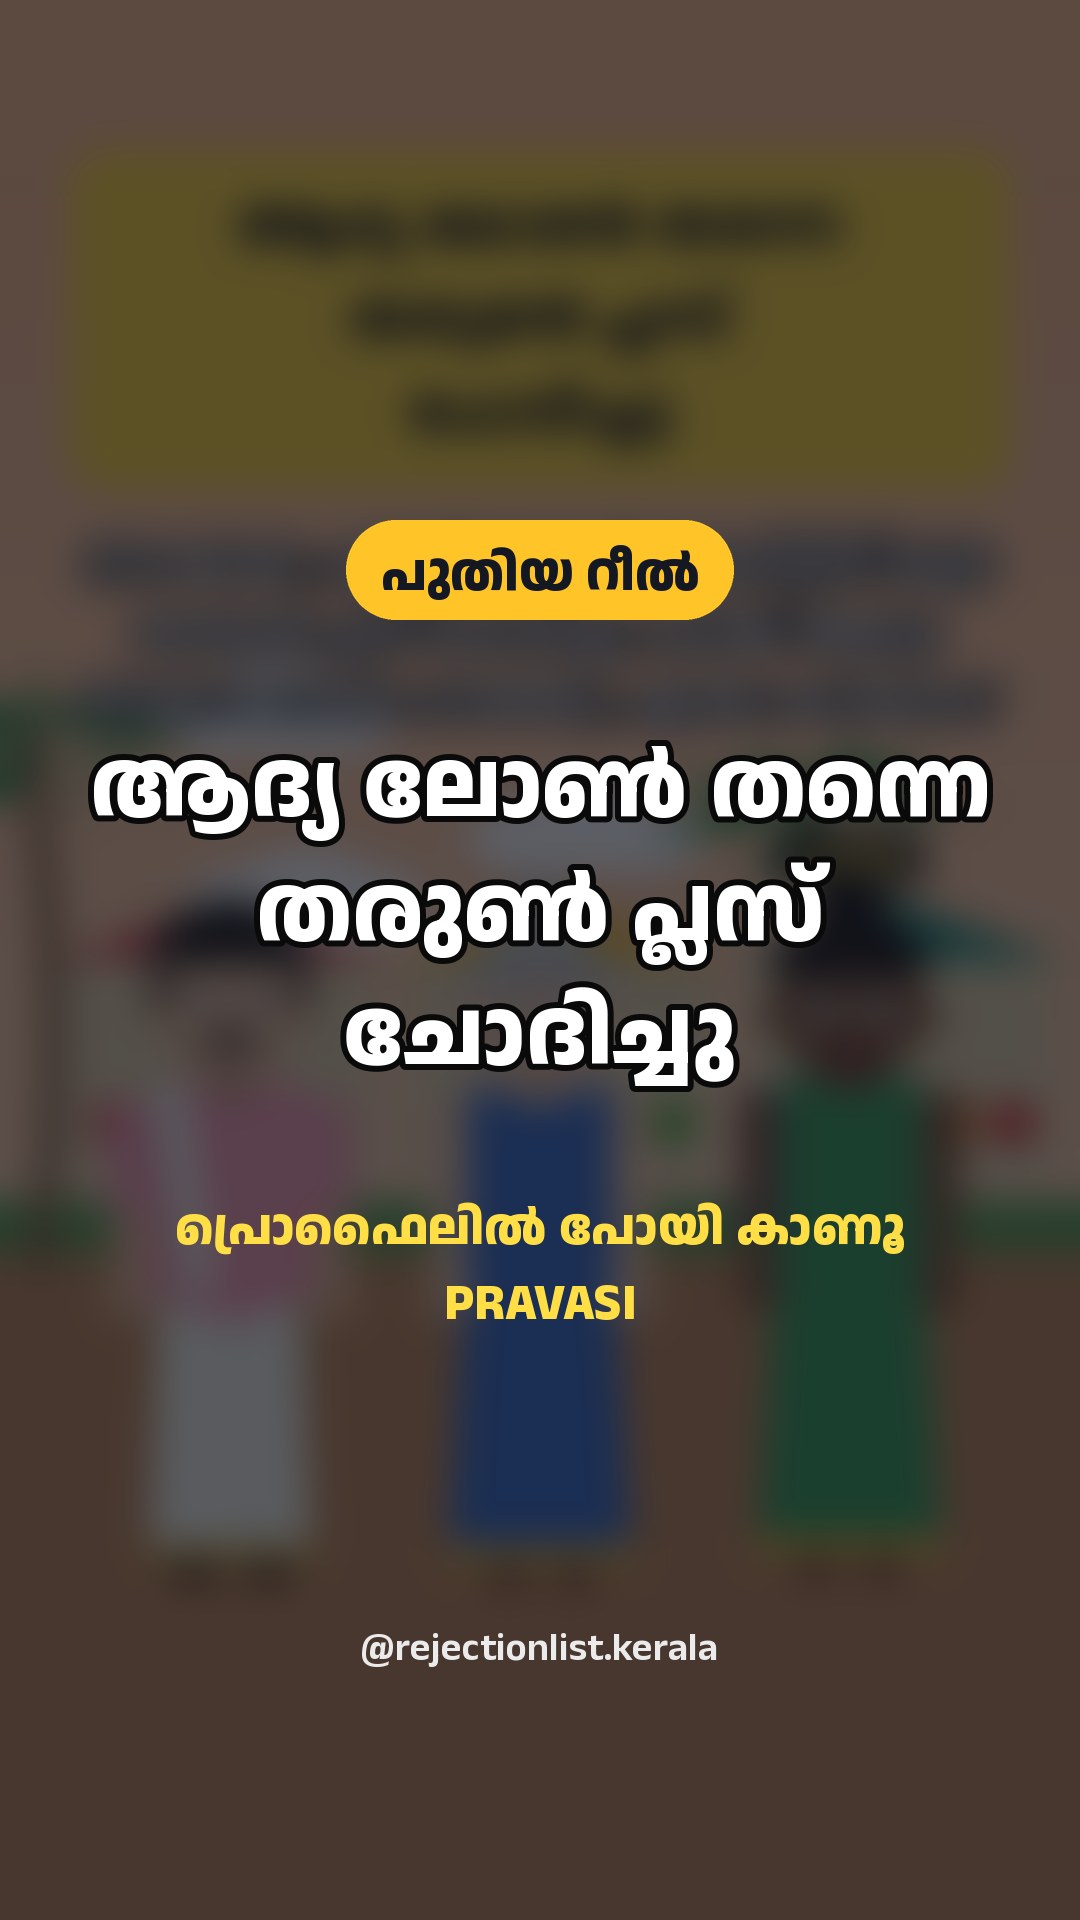 പുതിയ റീൽ
ആദ്യ ലോൺ തന്നെ
തരുൺ പ്ലസ്
ചോദിച്ചു
പ്രൊഫൈലിൽ പോയി കാണൂ
PRAVASI
@rejectionlist.kerala